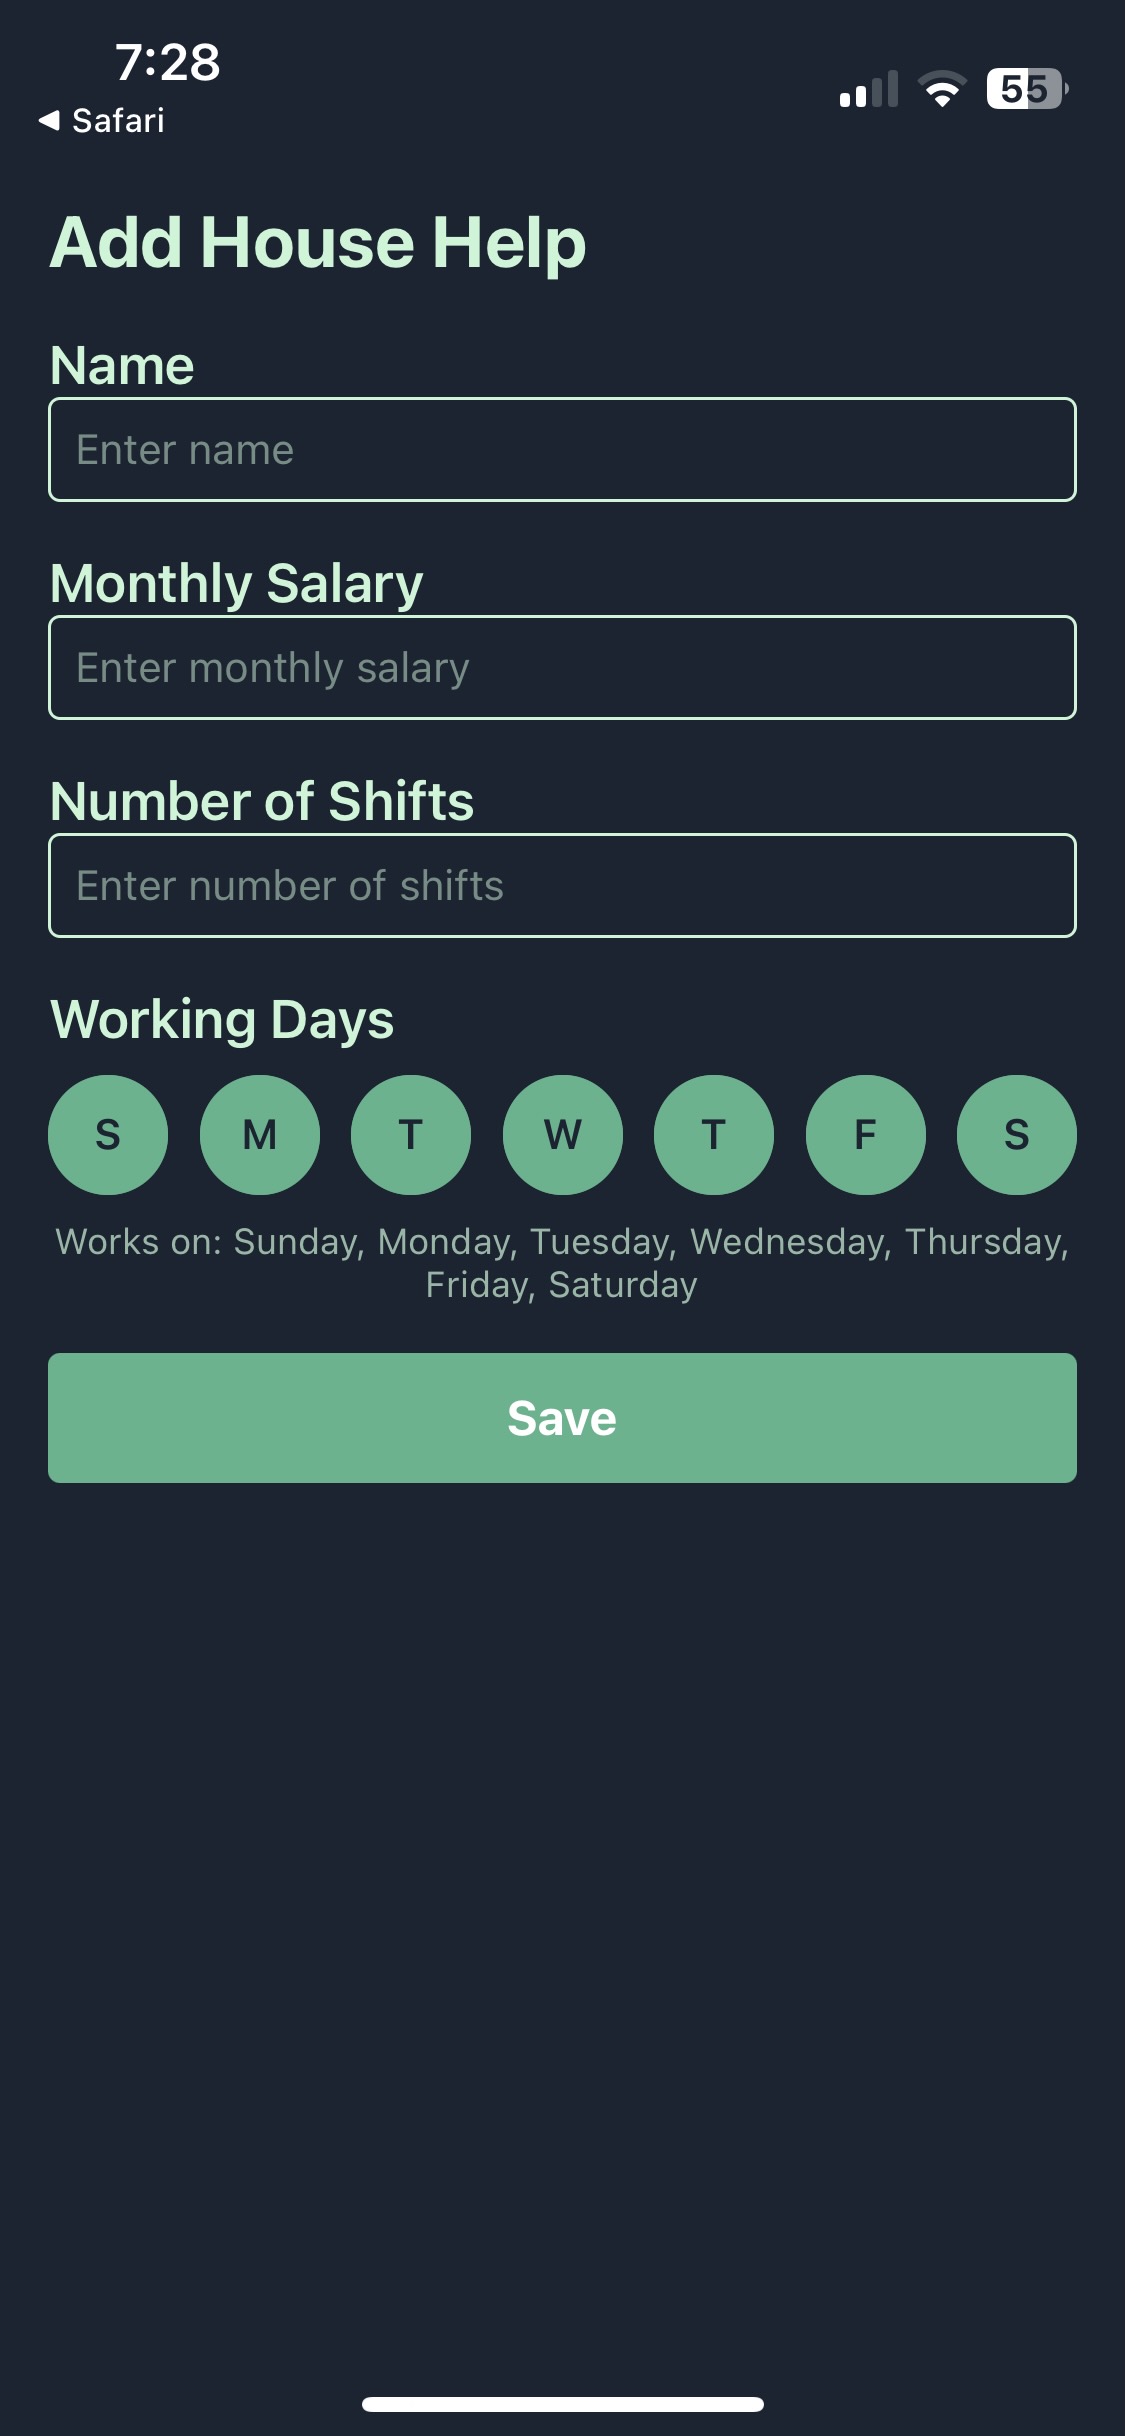 7:28
55
◀ Safari
Add House Help
Name
Enter name
Monthly Salary
Enter monthly salary
Number of Shifts
Enter number of shifts
Working Days
S M T W T F S
Works on: Sunday, Monday, Tuesday, Wednesday, Thursday,
Friday, Saturday
Save